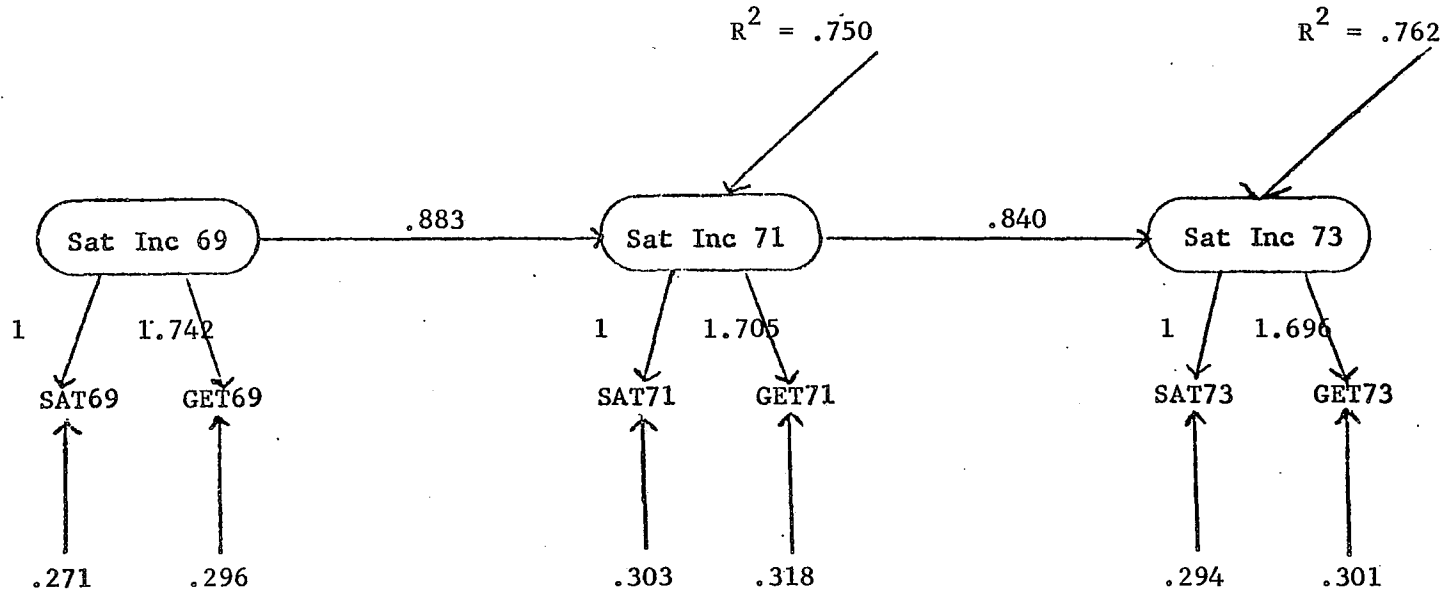 R² = .750 R² = .762
.883 .840
Sat Inc 69 Sat Inc 71 Sat Inc 73
1 1.742 1 1.705 1 1.696
SAT69 GET69 SAT71 GET71 SAT73 GET73
.271 .296 .303 .318 .294 .301